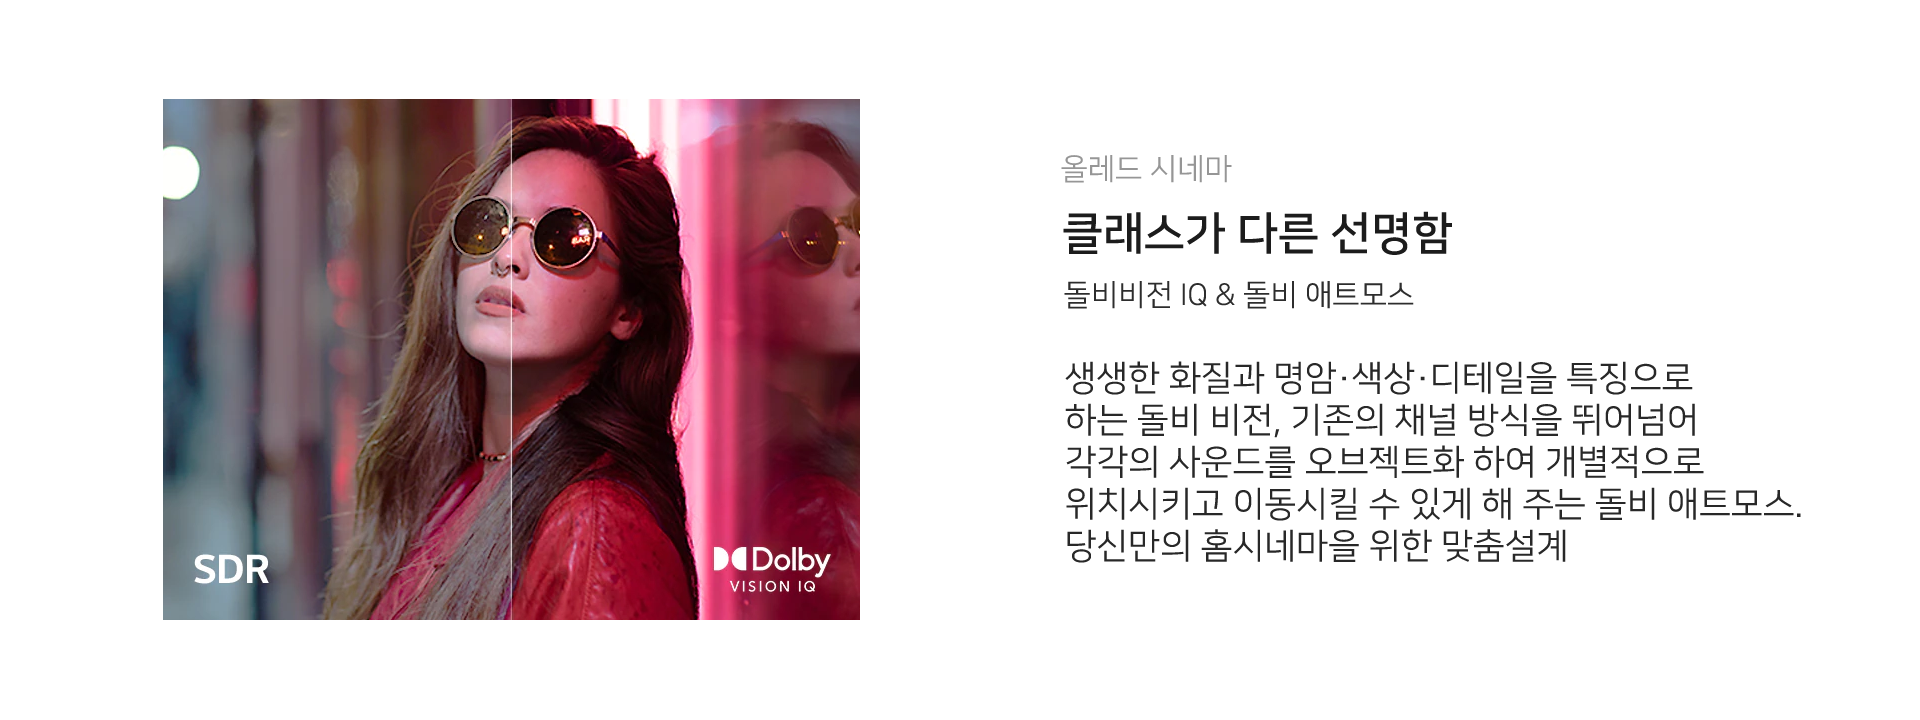 SDR
Dolby
VISION IQ
올레드 시네마
클래스가 다른 선명함
돌비비전 IQ & 돌비 애트모스
생생한 화질과 명암·색상·디테일을 특징으로
하는 돌비 비전, 기존의 채널 방식을 뛰어넘어
각각의 사운드를 오브젝트화 하여 개별적으로
위치시키고 이동시킬 수 있게 해 주는 돌비 애트모스.
당신만의 홈시네마을 위한 맞춤설계